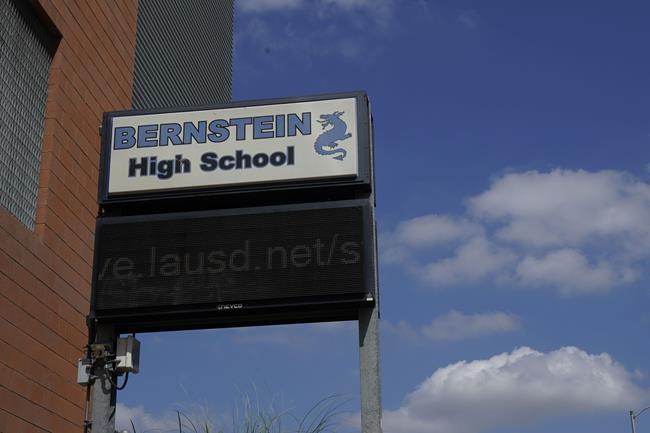 BERNSTEIN
High School
ve.lausd.net/s